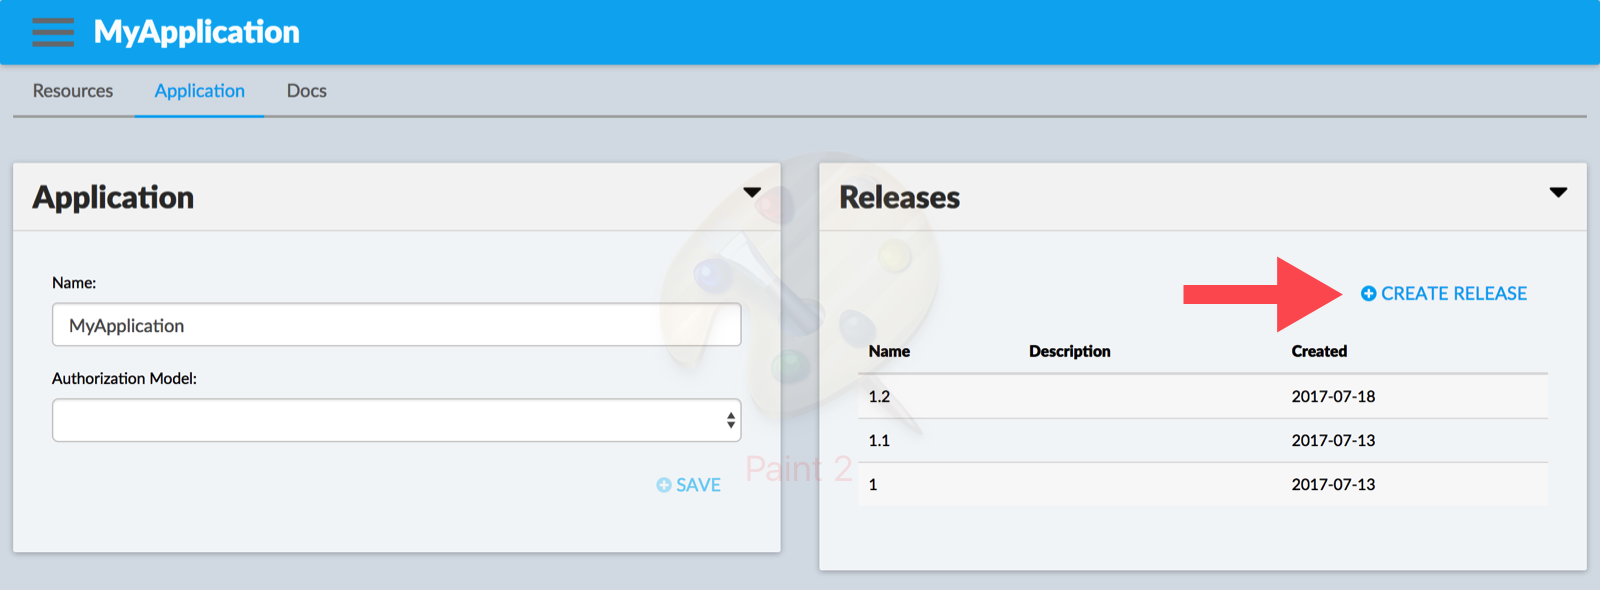 MyApplication
Resources Application Docs
Application
Name:
MyApplication
Authorization Model:
SAVE
Releases
CREATE RELEASE
Name Description Created
1.2 2017-07-18
1.1 2017-07-13
1 2017-07-13
Paint 2